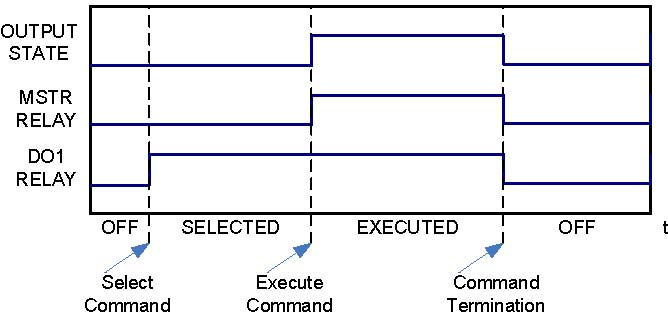 OUTPUT
STATE
MSTR
RELAY
DO1
RELAY
OFF SELECTED EXECUTED OFF t
Select
Command
Execute
Command
Command
Termination